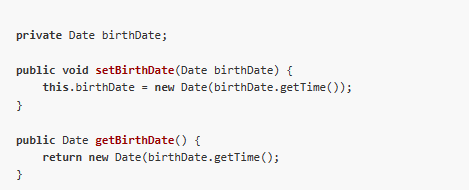 private Date birthDate;
public void setBirthDate(Date birthDate) {
this.birthDate = new Date(birthDate.getTime());
}
public Date getBirthDate() {
return new Date(birthDate.getTime();
}